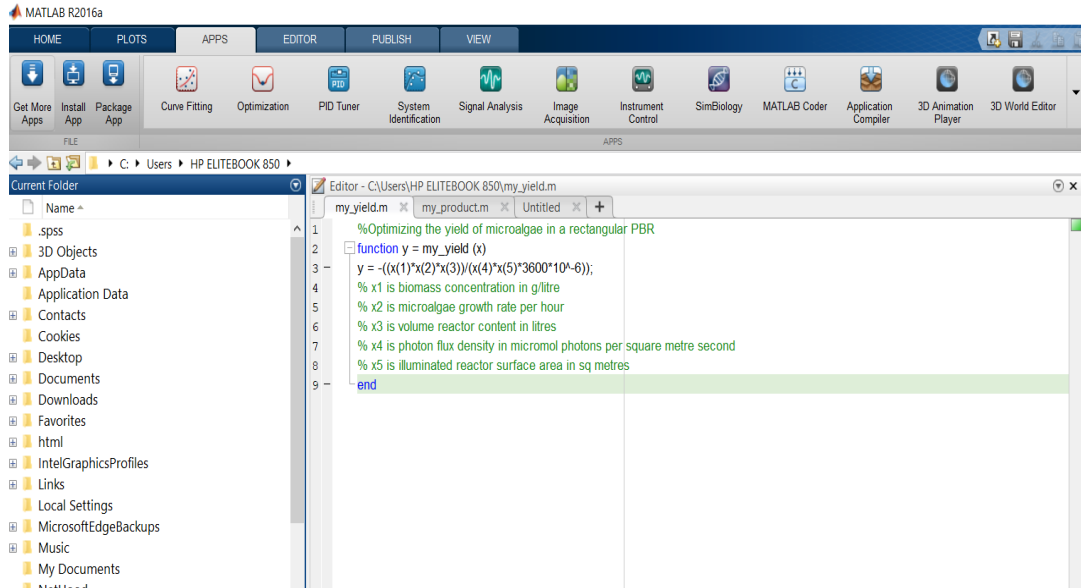 MATLAB R2016a
HOME PLOTS APPS EDITOR PUBLISH VIEW
Get More Apps
Install App
Package App
Curve Fitting
Optimization
PID Tuner
System Identification
Signal Analysis
Image Acquisition
Instrument Control
SimBiology
MATLAB Coder
Application Compiler
3D Animation Player
3D World Editor
FILE APPS
C: Users HP ELITEBOOK 850
Current Folder
Name
.spss
3D Objects
AppData
Application Data
Contacts
Cookies
Desktop
Documents
Downloads
Favorites
html
IntelGraphicsProfiles
Links
Local Settings
MicrosoftEdgeBackups
Music
My Documents
Editor - C:\Users\HP ELITEBOOK 850\my_yield.m
my_yield.m my_product.m Untitled +
1 %Optimizing the yield of microalgae in a rectangular PBR
2 function y = my_yield (x)
3 – y = -((x(1)*x(2)*x(3))/(x(4)*x(5)*3600*10^-6));
4 % x1 is biomass concentration in g/litre
5 % x2 is microalgae growth rate per hour
6 % x3 is volume reactor content in litres
7 % x4 is photon flux density in micromol photons per square metre second
8 % x5 is illuminated reactor surface area in sq metres
9 – end